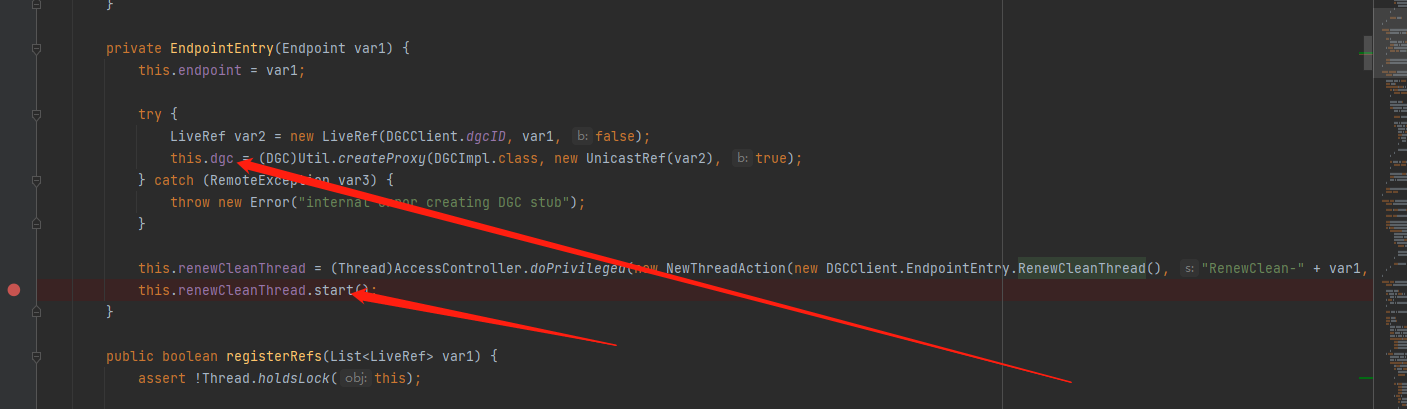 }
private EndpointEntry(Endpoint var1) {
this.endpoint = var1;
try {
LiveRef var2 = new LiveRef(DGCClient.dgcID, var1, b: false);
this.dgc = (DGC)Util.createProxy(DGCImpl.class, new UnicastRef(var2), b: true);
} catch (RemoteException var3) {
throw new Error("internal error creating DGC stub");
}
this.renewCleanThread = (Thread)AccessController.doPrivileged(new NewThreadAction(new DGCClient.EndpointEntry.RenewCleanThread(), s: "RenewClean-" + var1,
this.renewCleanThread.start();
}
public boolean registerRefs(List<LiveRef> var1) {
assert !Thread.holdsLock( obj: this);